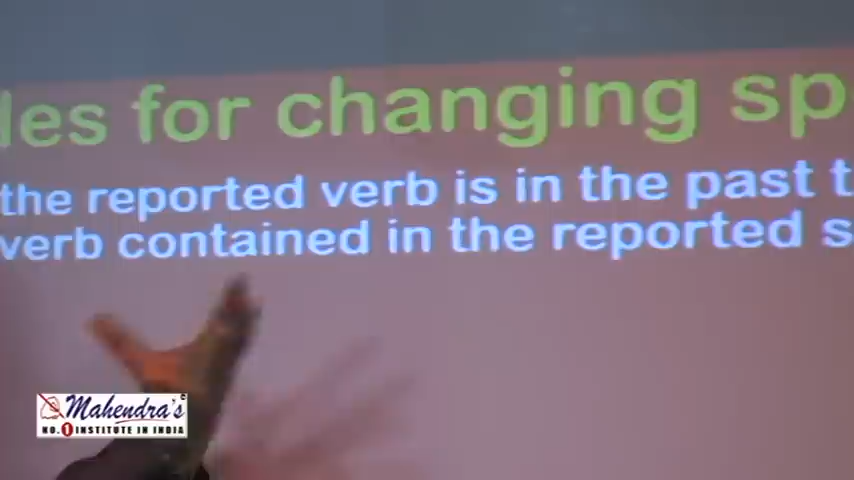 les for changing sp
the reported verb is in the past t
verb contained in the reported s
Mahendra's
NO. 1 INSTITUTE IN INDIA